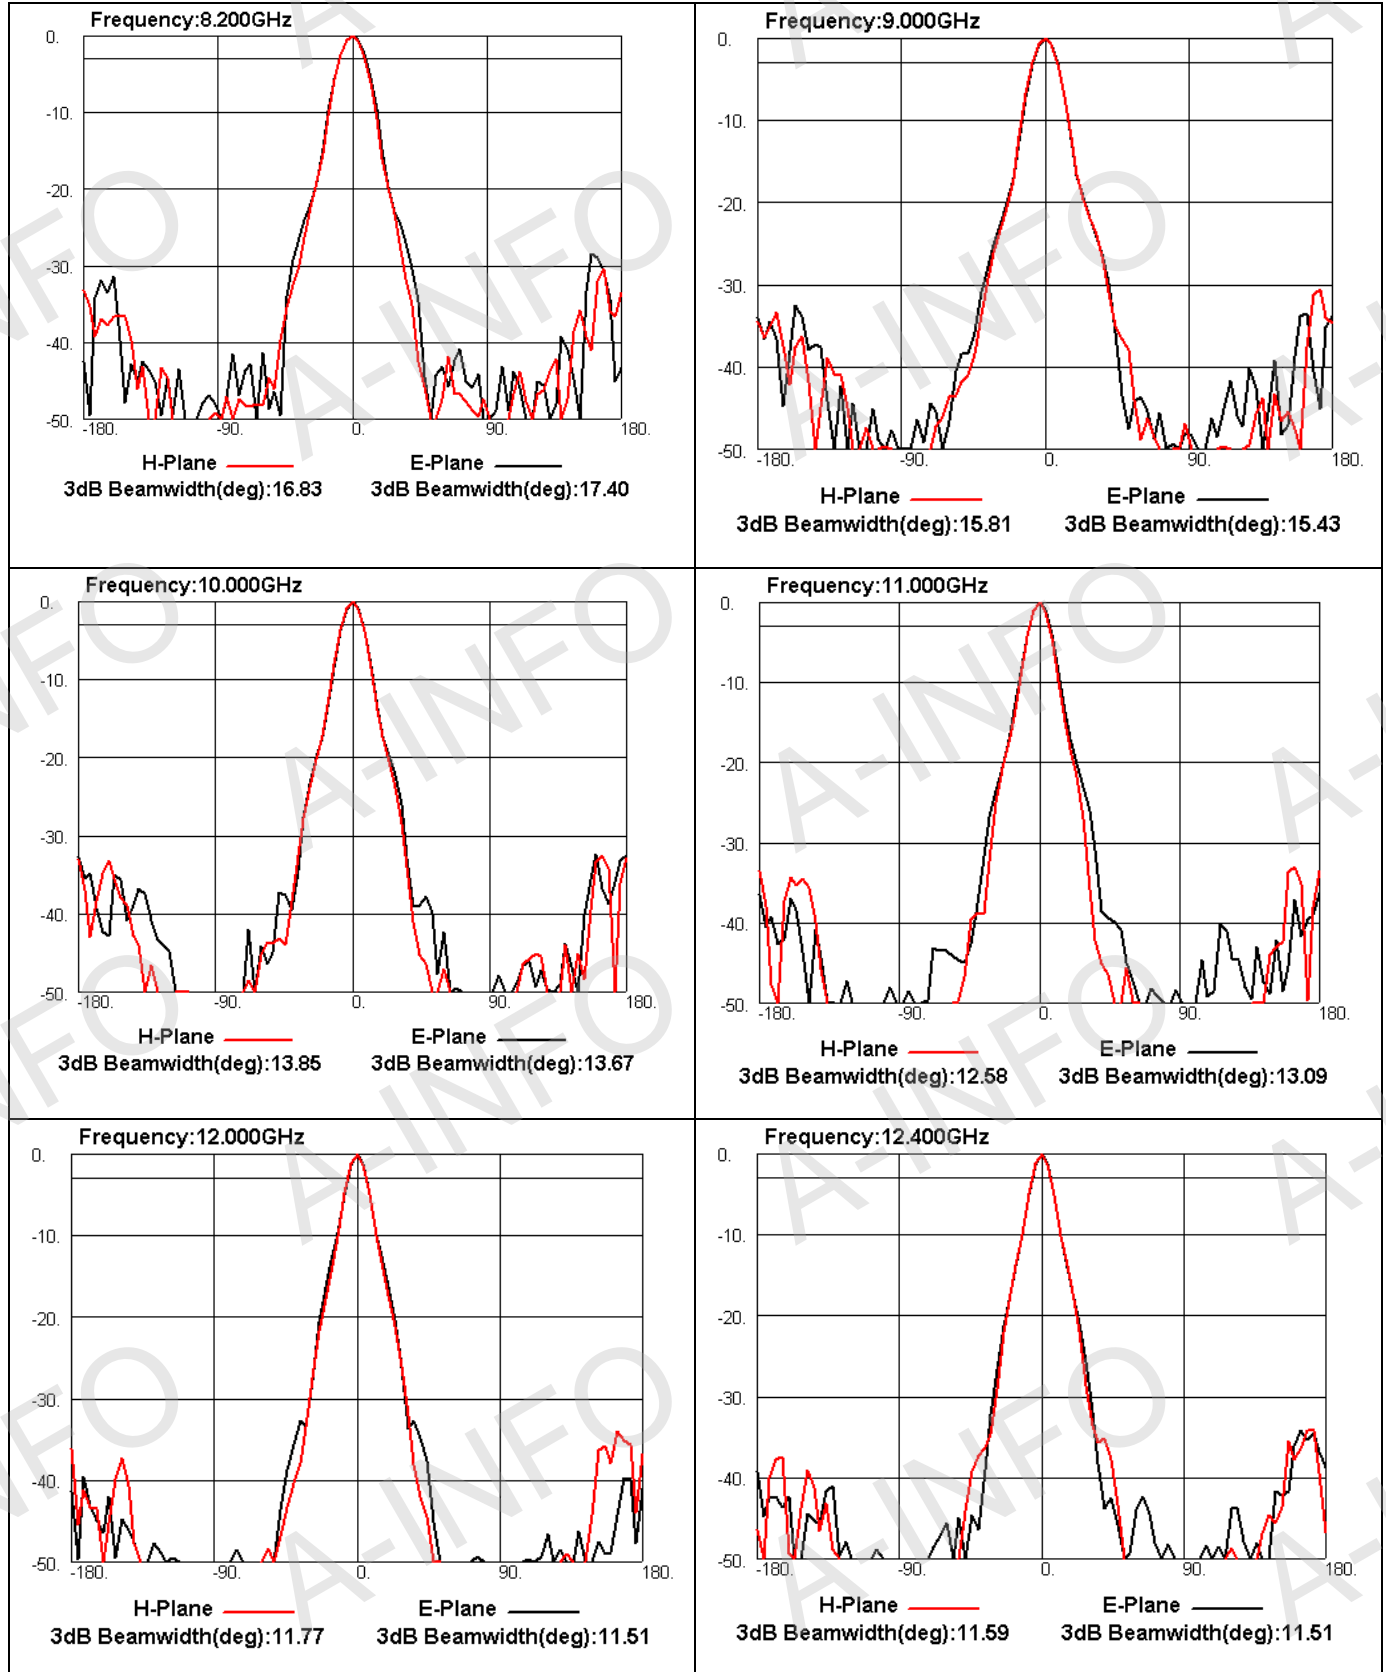 Frequency:8.200GHz
0.
-10.
-20.
-30.
-40.
-50.
-180.
-90.
0.
90.
180.
H-Plane
E-Plane
3dB Beamwidth(deg):16.83
3dB Beamwidth(deg):17.40
Frequency:9.000GHz
0.
-10.
-20.
-30.
-40.
-50.
-180.
-90.
0.
90.
180.
H-Plane
E-Plane
3dB Beamwidth(deg):15.81
3dB Beamwidth(deg):15.43
Frequency:10.000GHz
0.
-10.
-20.
-30.
-40.
-50.
-180.
-90.
0.
90.
180.
H-Plane
E-Plane
3dB Beamwidth(deg):13.85
3dB Beamwidth(deg):13.67
Frequency:11.000GHz
0.
-10.
-20.
-30.
-40.
-50.
-180.
-90.
0.
90.
180.
H-Plane
E-Plane
3dB Beamwidth(deg):12.58
3dB Beamwidth(deg):13.09
Frequency:12.000GHz
0.
-10.
-20.
-30.
-40.
-50.
-180.
-90.
0.
90.
180.
H-Plane
E-Plane
3dB Beamwidth(deg):11.77
3dB Beamwidth(deg):11.51
Frequency:12.400GHz
0.
-10.
-20.
-30.
-40.
-50.
-180.
-90.
0.
90.
180.
H-Plane
E-Plane
3dB Beamwidth(deg):11.59
3dB Beamwidth(deg):11.51
A-INFO
A-INFO
A-INFO
A-INFO
A-INFO
A-INFO